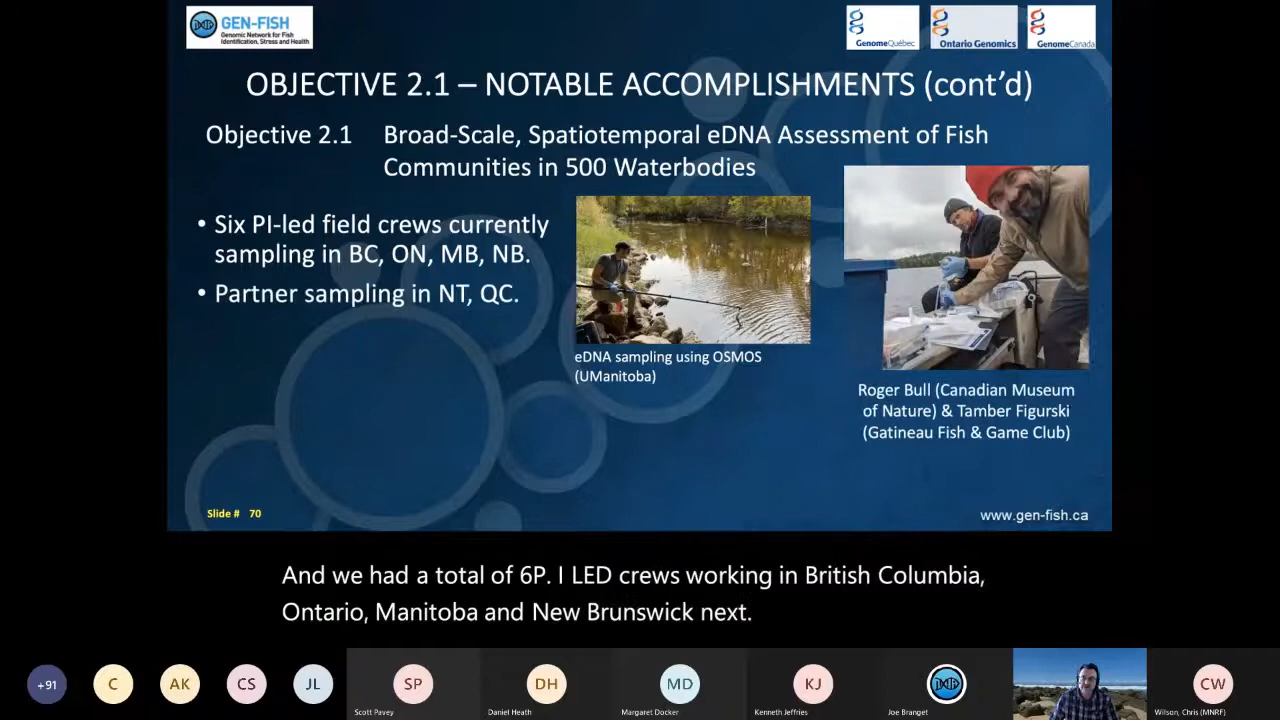 GEN-FISH
Genomic Network for Fish
Identification, Stress and Health
GenomeQuébec
Ontario Genomics
GenomeCanada
OBJECTIVE 2.1 – NOTABLE ACCOMPLISHMENTS (cont’d)
Objective 2.1 Broad-Scale, Spatiotemporal eDNA Assessment of Fish
Communities in 500 Waterbodies
• Six PI-led field crews currently
sampling in BC, ON, MB, NB.
• Partner sampling in NT, QC.
eDNA sampling using OSMOS
(UManitoba)
Roger Bull (Canadian Museum
of Nature) & Tamber Figurski
(Gatineau Fish & Game Club)
Slide # 70
www.gen-fish.ca
And we had a total of 6P. I LED crews working in British Columbia,
Ontario, Manitoba and New Brunswick next.
+91 C AK CS JL SP DH MD KJ CW
Scott Pavey Daniel Heath Margaret Docker Kenneth Jeffries Joe Branget Wilson, Chris (MNRF)